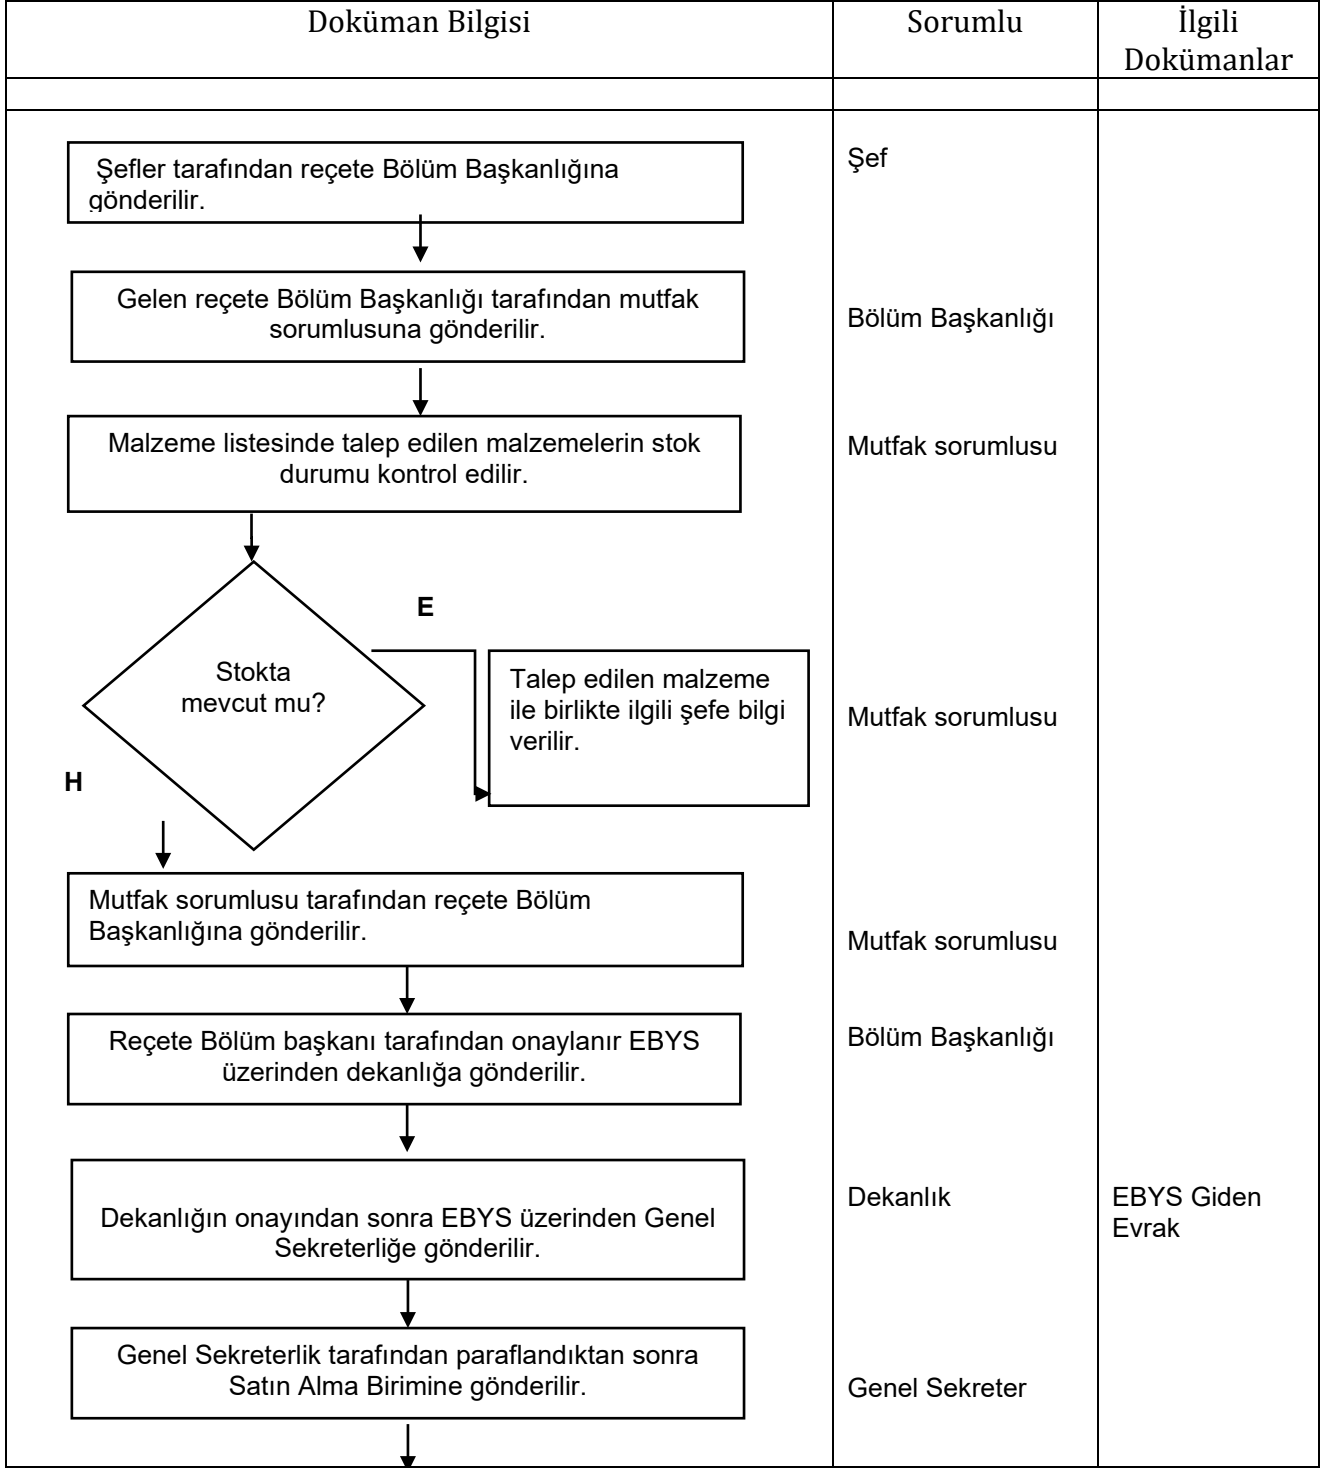 Doküman Bilgisi
Sorumlu
İlgili
Dokümanlar
Şefler tarafından reçete Bölüm Başkanlığına
gönderilir.
Şef
Gelen reçete Bölüm Başkanlığı tarafından mutfak
sorumlusuna gönderilir.
Bölüm Başkanlığı
Malzeme listesinde talep edilen malzemelerin stok
durumu kontrol edilir.
Mutfak sorumlusu
Stokta
mevcut mu?
E
Talep edilen malzeme
ile birlikte ilgili şefe bilgi
verilir.
Mutfak sorumlusu
H
Mutfak sorumlusu tarafından reçete Bölüm
Başkanlığına gönderilir.
Mutfak sorumlusu
Reçete Bölüm başkanı tarafından onaylanır EBYS
üzerinden dekanlığa gönderilir.
Bölüm Başkanlığı
Dekanlığın onayından sonra EBYS üzerinden Genel
Sekreterliğe gönderilir.
Dekanlık
EBYS Giden
Evrak
Genel Sekreterlik tarafından paraflandıktan sonra
Satın Alma Birimine gönderilir.
Genel Sekreter